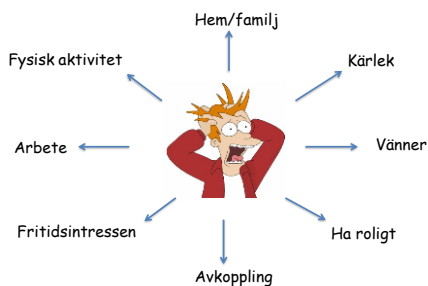 Hem/familj
Fysisk aktivitet
Kärlek
Arbete
Vänner
Fritidsintressen
Ha roligt
Avkoppling